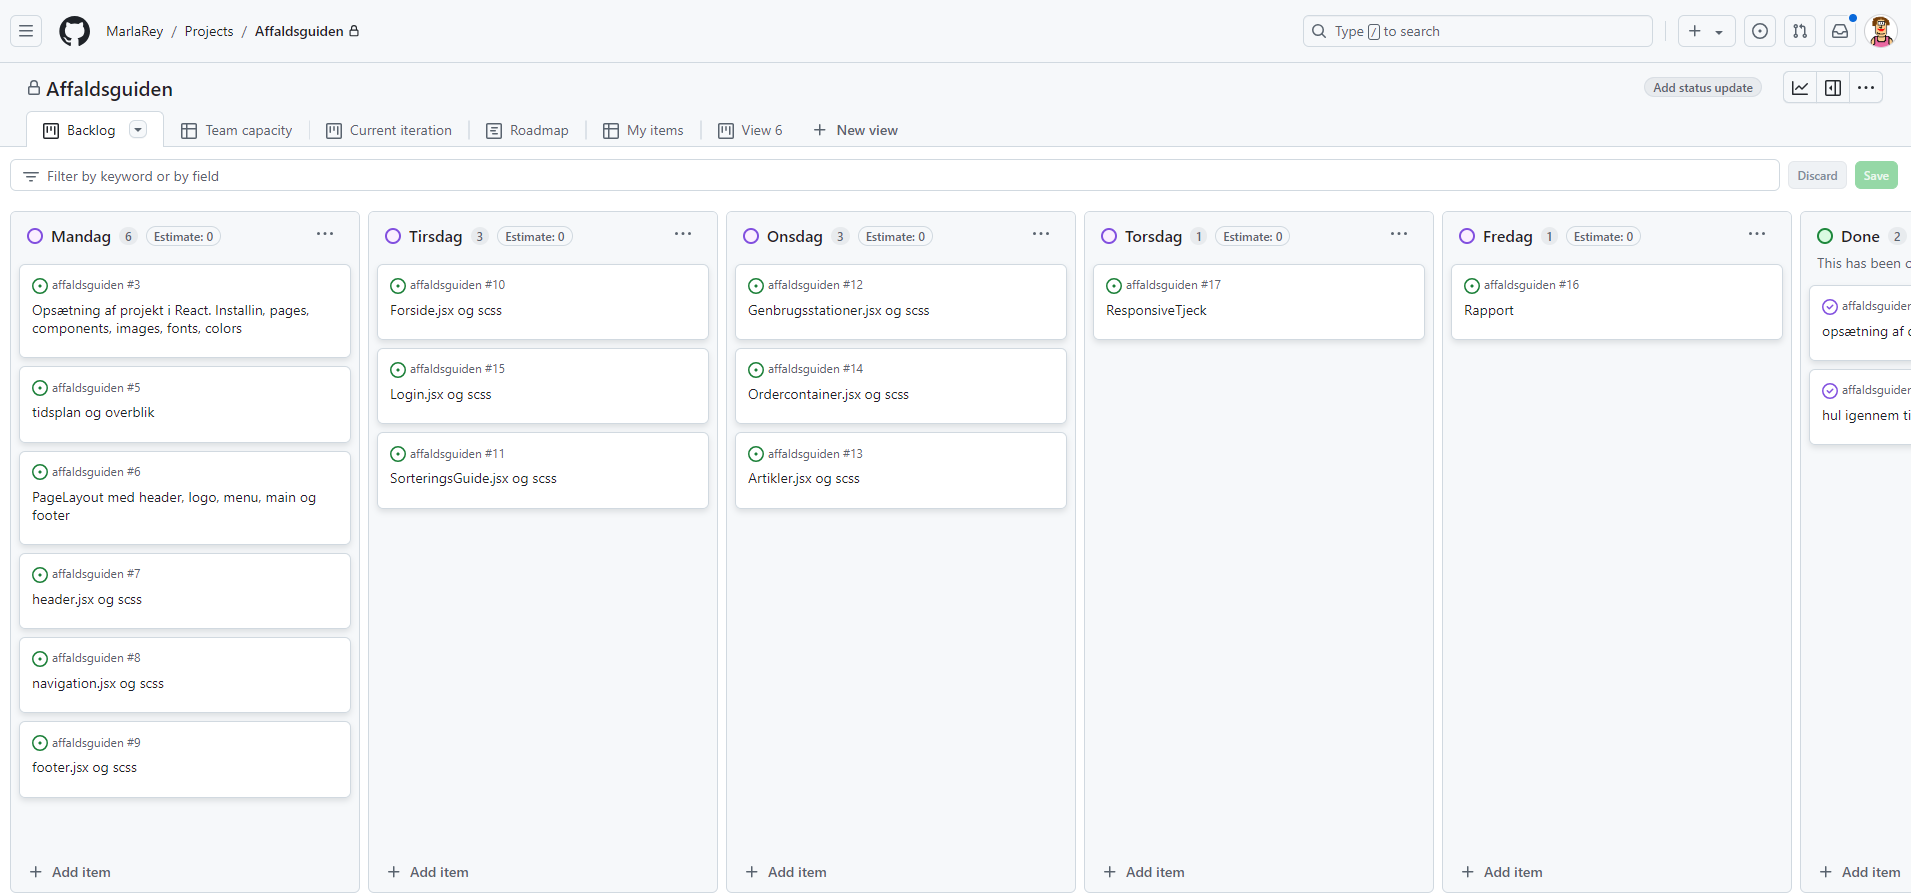 MarlaRey / Projects / Affaldsguiden
Type / to search
Affaldsguiden
Add status update
Backlog
Team capacity
Current iteration
Roadmap
My items
View 6
New view
Filter by keyword or by field
Discard
Save
Mandag 6 Estimate: 0
affaldsguiden #3
Opsætning af projekt i React. Installin, pages,
components, images, fonts, colors
affaldsguiden #5
tidsplan og overblik
affaldsguiden #6
PageLayout med header, logo, menu, main og
footer
affaldsguiden #7
header.jsx og scss
affaldsguiden #8
navigation.jsx og scss
affaldsguiden #9
footer.jsx og scss
Add item
Tirsdag 3 Estimate: 0
affaldsguiden #10
Forside.jsx og scss
affaldsguiden #15
Login.jsx og scss
affaldsguiden #11
SorteringsGuide.jsx og scss
Add item
Onsdag 3 Estimate: 0
affaldsguiden #12
Genbrugsstationer.jsx og scss
affaldsguiden #14
Ordercontainer.jsx og scss
affaldsguiden #13
Artikler.jsx og scss
Add item
Torsdag 1 Estimate: 0
affaldsguiden #17
ResponsiveTjeck
Add item
Fredag 1 Estimate: 0
affaldsguiden #16
Rapport
Add item
Done 2
This has been
affaldsguiden
opsætning af
affaldsguiden
hul igennem ti
Add item